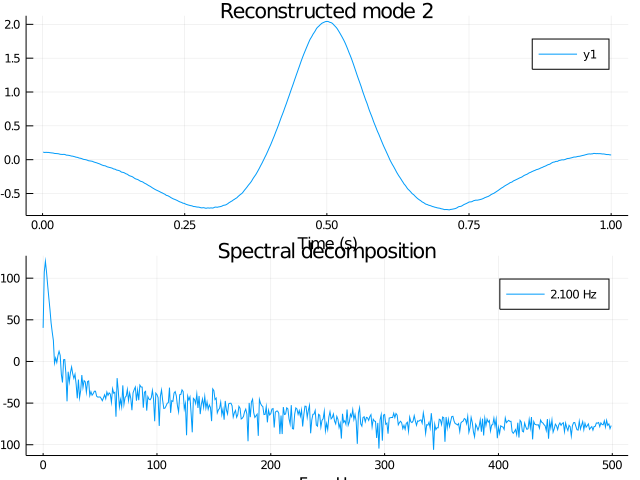 Reconstructed mode 2
2.0
1.5
1.0
0.5
0.0
-0.5
y1
0.00 0.25 0.50 0.75 1.00
Time (s)
Spectral decomposition
100
50
0
-50
100
2.100 Hz
0 100 200 300 400 500